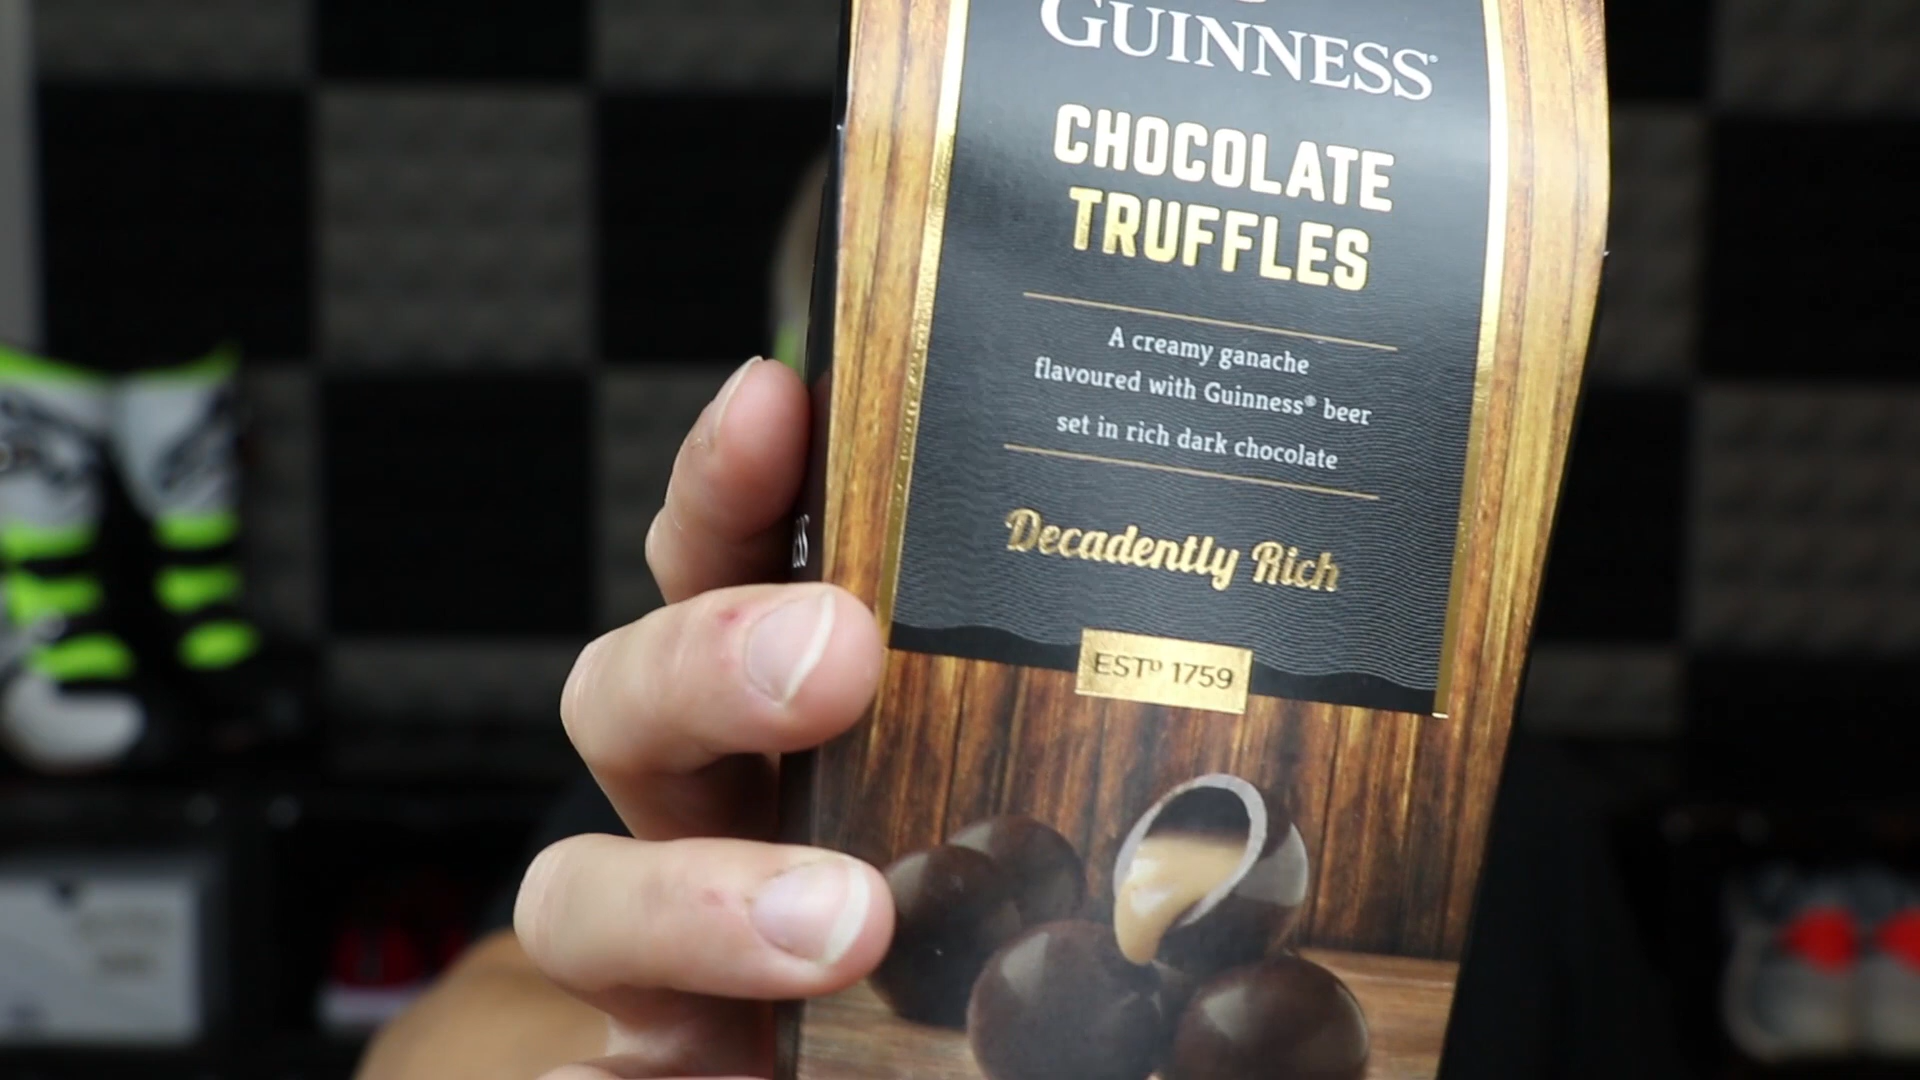 GUINNESS®
CHOCOLATE
TRUFFLES
A creamy ganache
flavoured with Guinness® beer
set in rich dark chocolate
Decadently Rich
ESTD 1759